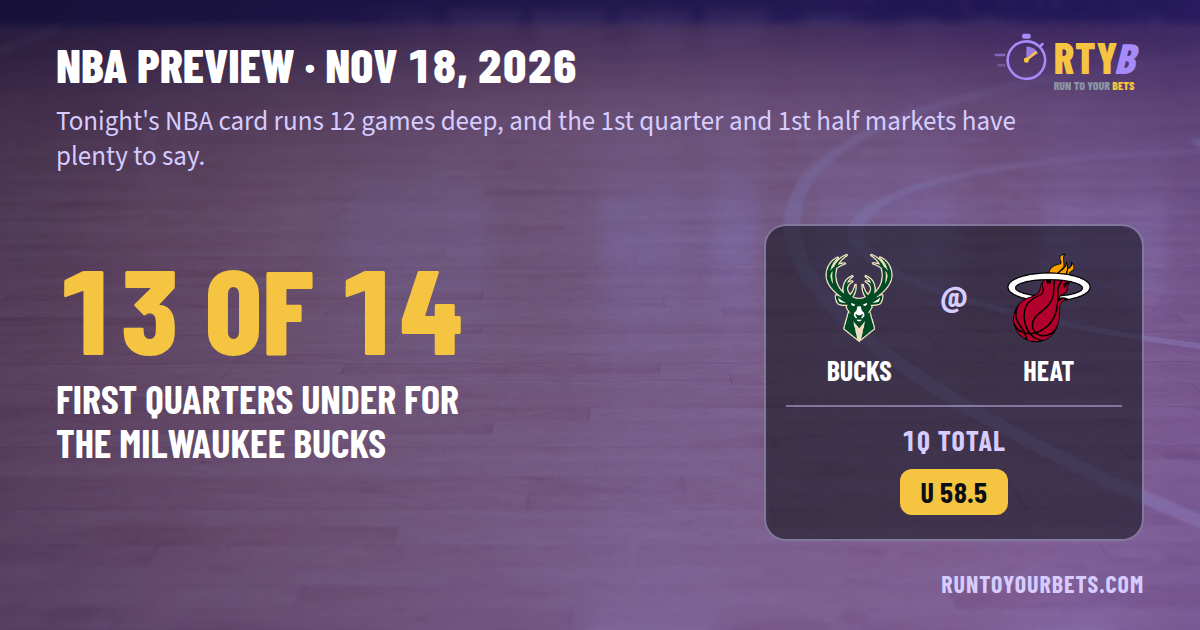 NBA PREVIEW · NOV 18, 2026
RTYB
RUN TO YOUR BETS
Tonight's NBA card runs 12 games deep, and the 1st quarter and 1st half markets have
plenty to say.
13 OF 14
FIRST QUARTERS UNDER FOR
THE MILWAUKEE BUCKS
@
BUCKS
HEAT
1Q TOTAL
U 58.5
RUNTOYOURBETS.COM